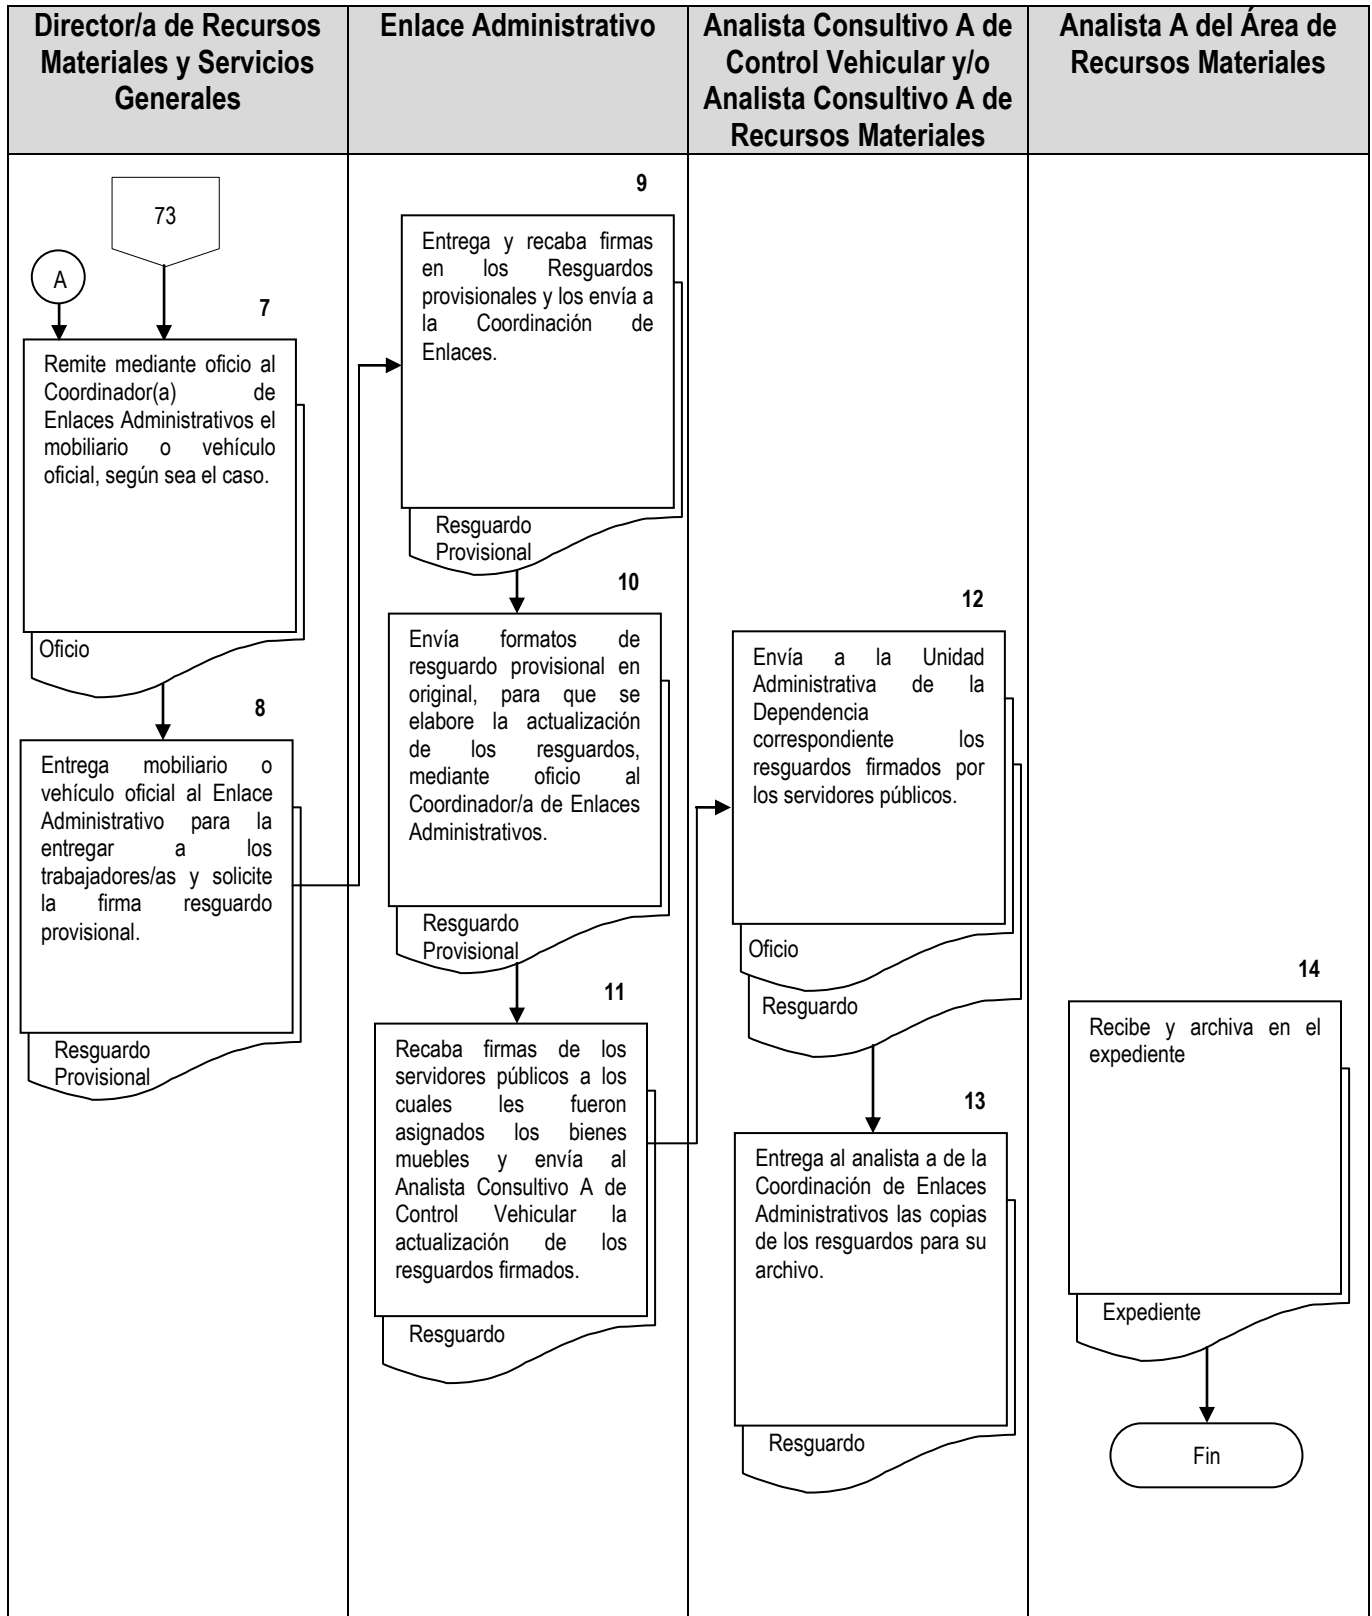 Director/a de Recursos
Materiales y Servicios
Generales
Enlace Administrativo
Analista Consultivo A de
Control Vehicular y/o
Analista Consultivo A de
Recursos Materiales
Analista A del Área de
Recursos Materiales
73
A
7
Remite mediante oficio al
Coordinador(a) de
Enlaces Administrativos el
mobiliario o vehículo
oficial, según sea el caso.
Oficio
8
Entrega mobiliario o
vehículo oficial al Enlace
Administrativo para la
entregar a los
trabajadores/as y solicite
la firma resguardo
provisional.
Resguardo
Provisional
9
Entrega y recaba firmas
en los Resguardos
provisionales y los envía a
la Coordinación de
Enlaces.
Resguardo
Provisional
10
Envía formatos de
resguardo provisional en
original, para que se
elabore la actualización
de los resguardos,
mediante oficio al
Coordinador/a de Enlaces
Administrativos.
Resguardo
Provisional
11
Recaba firmas de los
servidores públicos a los
cuales les fueron
asignados los bienes
muebles y envía al
Analista Consultivo A de
Control Vehicular la
actualización de los
resguardos firmados.
Resguardo
12
Envía a la Unidad
Administrativa de la
Dependencia
correspondiente los
resguardos firmados por
los servidores públicos.
Oficio
Resguardo
13
Entrega al analista a de la
Coordinación de Enlaces
Administrativos las copias
de los resguardos para su
archivo.
Resguardo
14
Recibe y archiva en el
expediente
Expediente
Fin